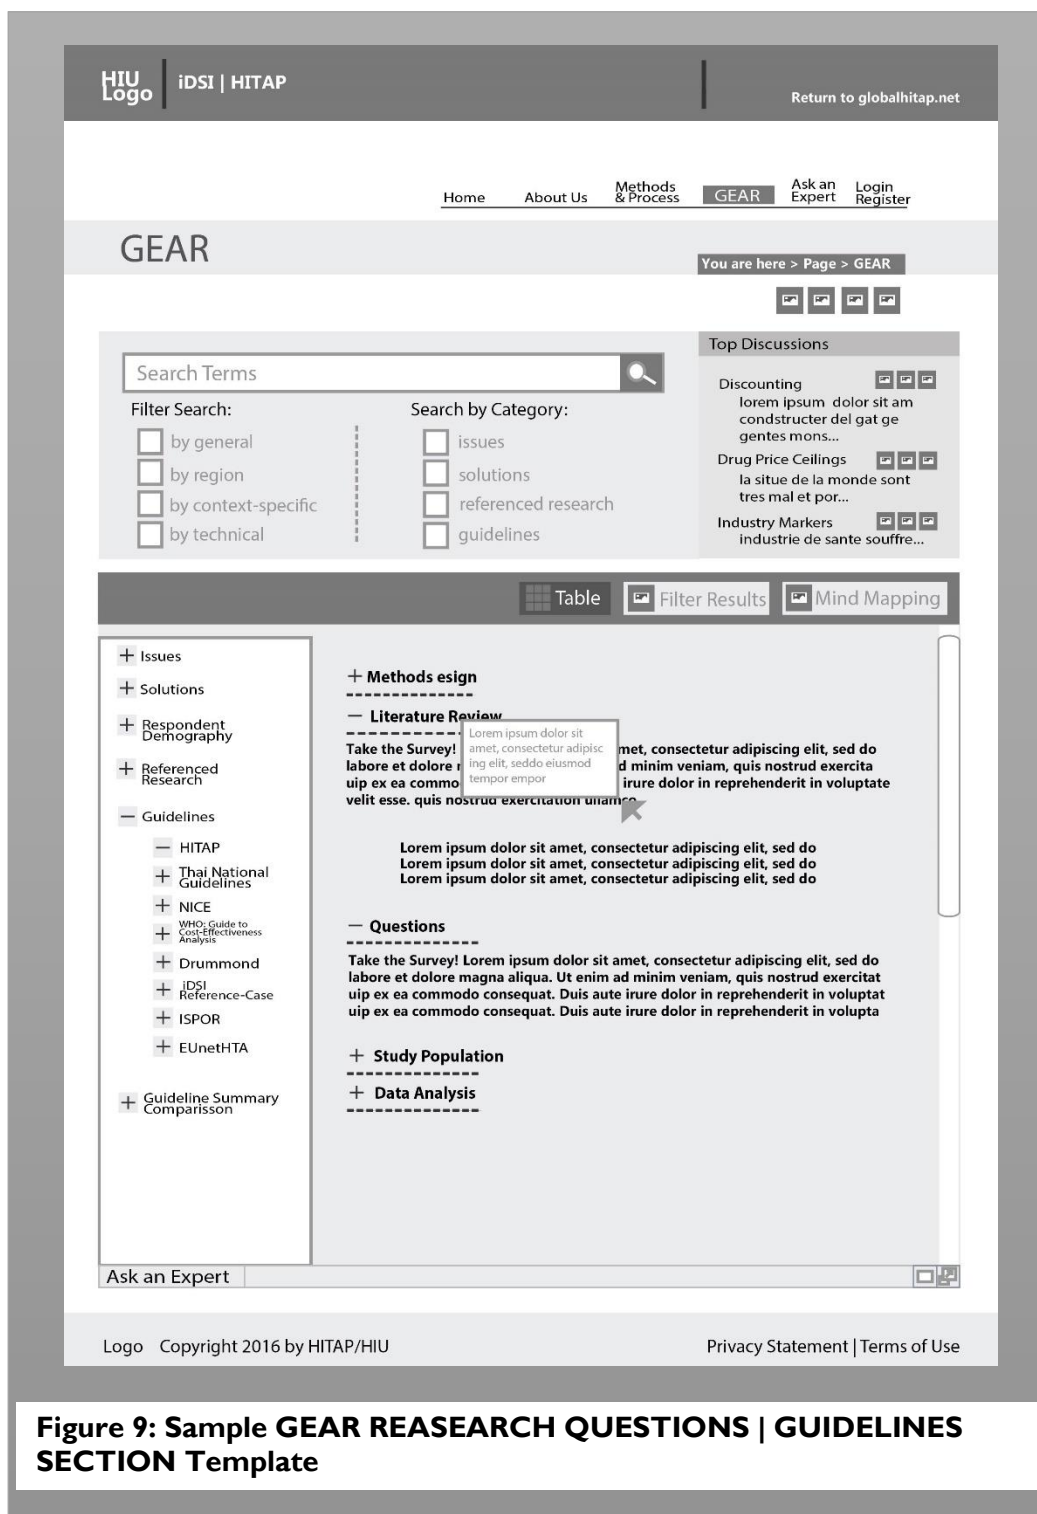 HIU
Logo
iDSI | HITAP
Return to globalhitap.net
Home
About Us
Methods
& Process
GEAR
Ask an
Expert
Login
Register
GEAR
You are here > Page > GEAR
Search Terms
Filter Search:
by general
by region
by context-specific
by technical
Search by Category:
issues
solutions
referenced research
guidelines
Top Discussions
Discounting
lorem ipsum dolor sit am
condstructer del gat ge
gentes mons...
Drug Price Ceilings
la situe de la monde sont
tres mal et por...
Industry Markers
industrie de sante souffre...
Table
Filter Results
Mind Mapping
+ Issues
+ Solutions
+ Respondent
Demography
+ Referenced
Research
— Guidelines
— HITAP
+ Thai National
Guidelines
+ NICE
+ WHO: Guide to
Cost-Effectiveness
Analysis
+ Drummond
+ iDSI
Reference-Case
+ ISPOR
+ EUnetHTA
+ Guideline Summary
Comparisson
+ Methods esign
— Literature Review
Lorem ipsum dolor sit
amet, consectetur adipisc
ing elit, seddo eiusmod
tempor empor
Take the Survey! met, consectetur adipiscing elit, sed do
labore et dolore d minim veniam, quis nostrud exercita
uip ex ea commo irure dolor in reprehenderit in voluptate
velit esse. quis nostrud exercitation ullamco
Lorem ipsum dolor sit amet, consectetur adipiscing elit, sed do
Lorem ipsum dolor sit amet, consectetur adipiscing elit, sed do
Lorem ipsum dolor sit amet, consectetur adipiscing elit, sed do
— Questions
Take the Survey! Lorem ipsum dolor sit amet, consectetur adipiscing elit, sed do
labore et dolore magna aliqua. Ut enim ad minim veniam, quis nostrud exercitat
uip ex ea commodo consequat. Duis aute irure dolor in reprehenderit in voluptat
uip ex ea commodo consequat. Duis aute irure dolor in reprehenderit in volupta
+ Study Population
+ Data Analysis
Ask an Expert
Logo Copyright 2016 by HITAP/HIU
Privacy Statement | Terms of Use
Figure 9: Sample GEAR REASEARCH QUESTIONS | GUIDELINES
SECTION Template